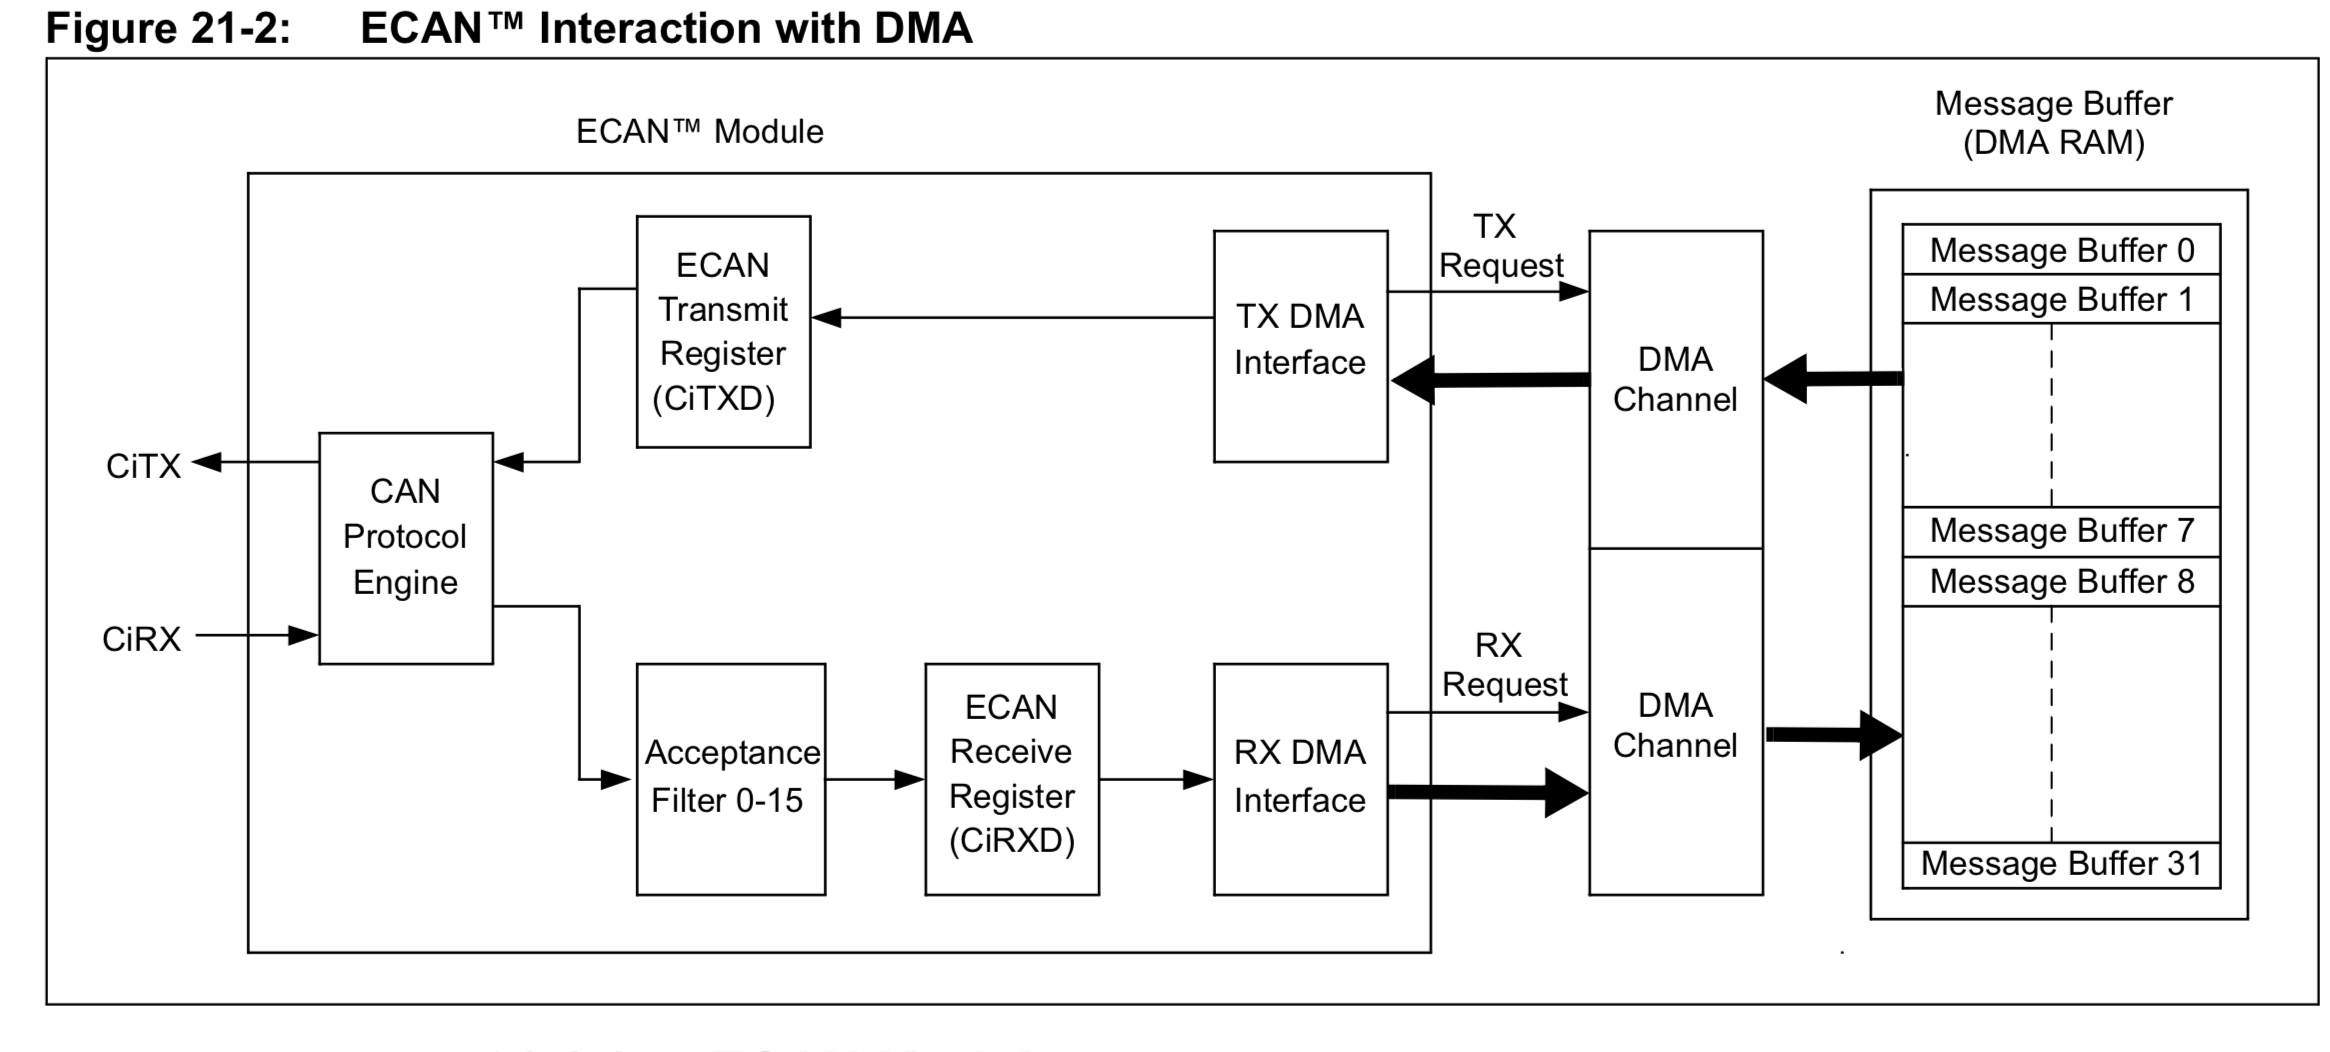 Figure 21-2: ECAN™ Interaction with DMA
ECAN™ Module
Message Buffer
(DMA RAM)
ECAN
Transmit
Register
(CiTXD)
TX DMA
Interface
TX
Request
DMA
Channel
Message Buffer 0
Message Buffer 1
Message Buffer 7
Message Buffer 8
Message Buffer 31
CiTX
CiRX
CAN
Protocol
Engine
Acceptance
Filter 0-15
ECAN
Receive
Register
(CiRXD)
RX DMA
Interface
RX
Request
DMA
Channel